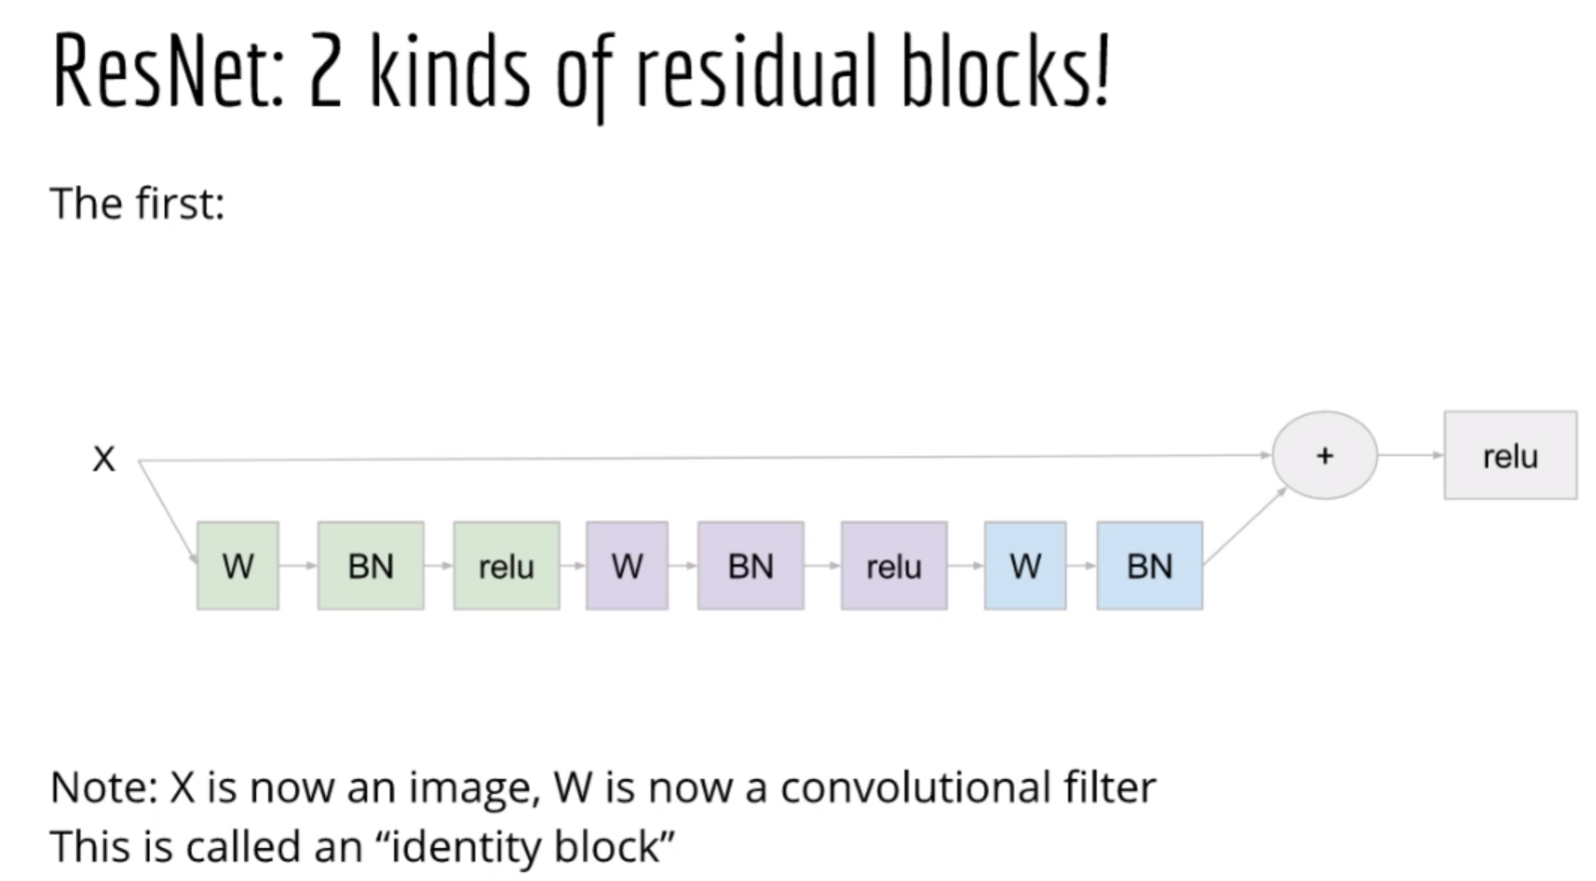 ResNet: 2 kinds of residual blocks!
The first:
X
+
relu
W
BN
relu
W
BN
relu
W
BN
Note: X is now an image, W is now a convolutional filter
This is called an “identity block”